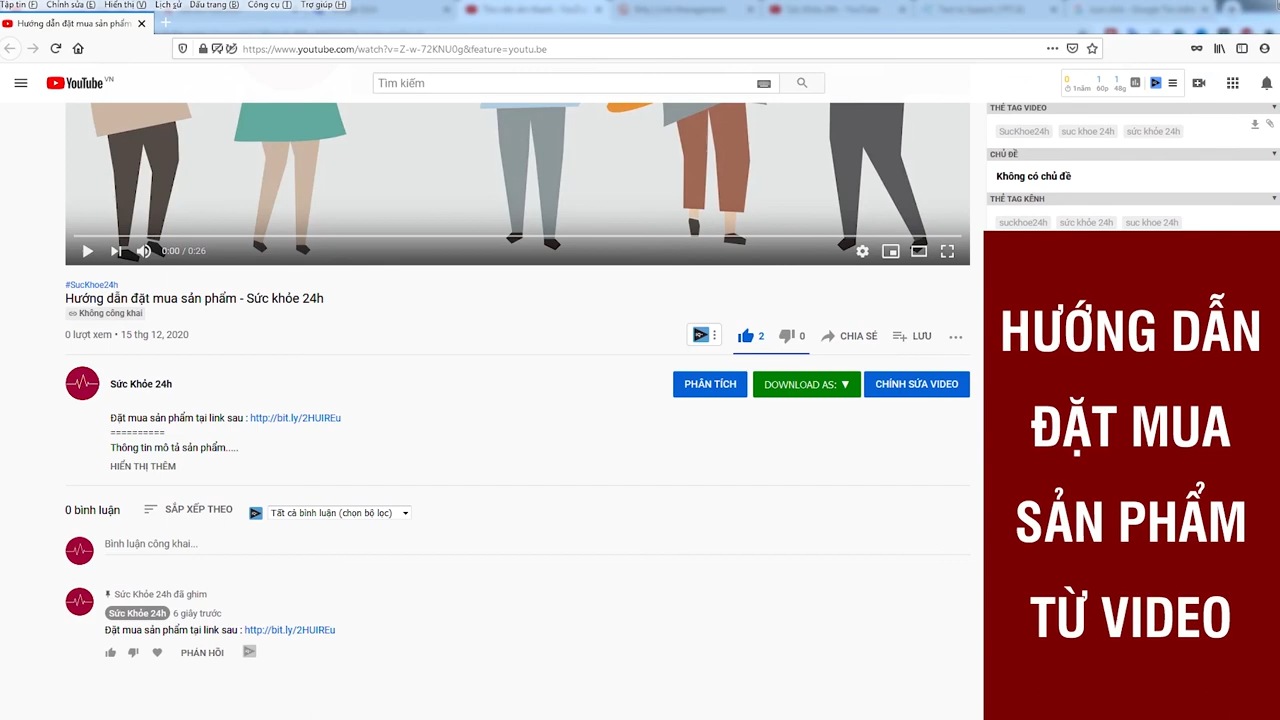 Tập tin (F) Chỉnh sửa (E) Hiển thị (V) Lịch sử Dấu trang (B) Công cụ (T) Trợ giúp (H)
Hướng dẫn đặt mua sản phẩm
https://www.youtube.com/watch?v=Z-w-72KNU0g&feature=youtu.be
YouTube VN
Tìm kiếm
0 1 1
1năm 60p 48g
THẺ TAG VIDEO
SucKhoe24h suc khoe 24h sức khỏe 24h
CHỦ ĐỀ
Không có chủ đề
THẺ TAG KÊNH
suckhoe24h sức khỏe 24h suc khoe 24h
0:00 / 0:26
#SucKhoe24h
Hướng dẫn đặt mua sản phẩm - Sức khỏe 24h
Không công khai
0 lượt xem • 15 thg 12, 2020
2 0 CHIA SẺ LƯU
Sức Khỏe 24h
PHÂN TÍCH DOWNLOAD AS: ▼ CHỈNH SỬA VIDEO
Đặt mua sản phẩm tại link sau : http://bit.ly/2HUIREu
==========
Thông tin mô tả sản phẩm.....
HIỂN THỊ THÊM
0 bình luận SẮP XẾP THEO Tất cả bình luận (chọn bộ lọc)
Bình luận công khai...
Sức Khỏe 24h đã ghim
Sức Khỏe 24h 6 giây trước
Đặt mua sản phẩm tại link sau : http://bit.ly/2HUIREu
PHẢN HỒI
HƯỚNG DẪN
ĐẶT MUA
SẢN PHẨM
TỪ VIDEO